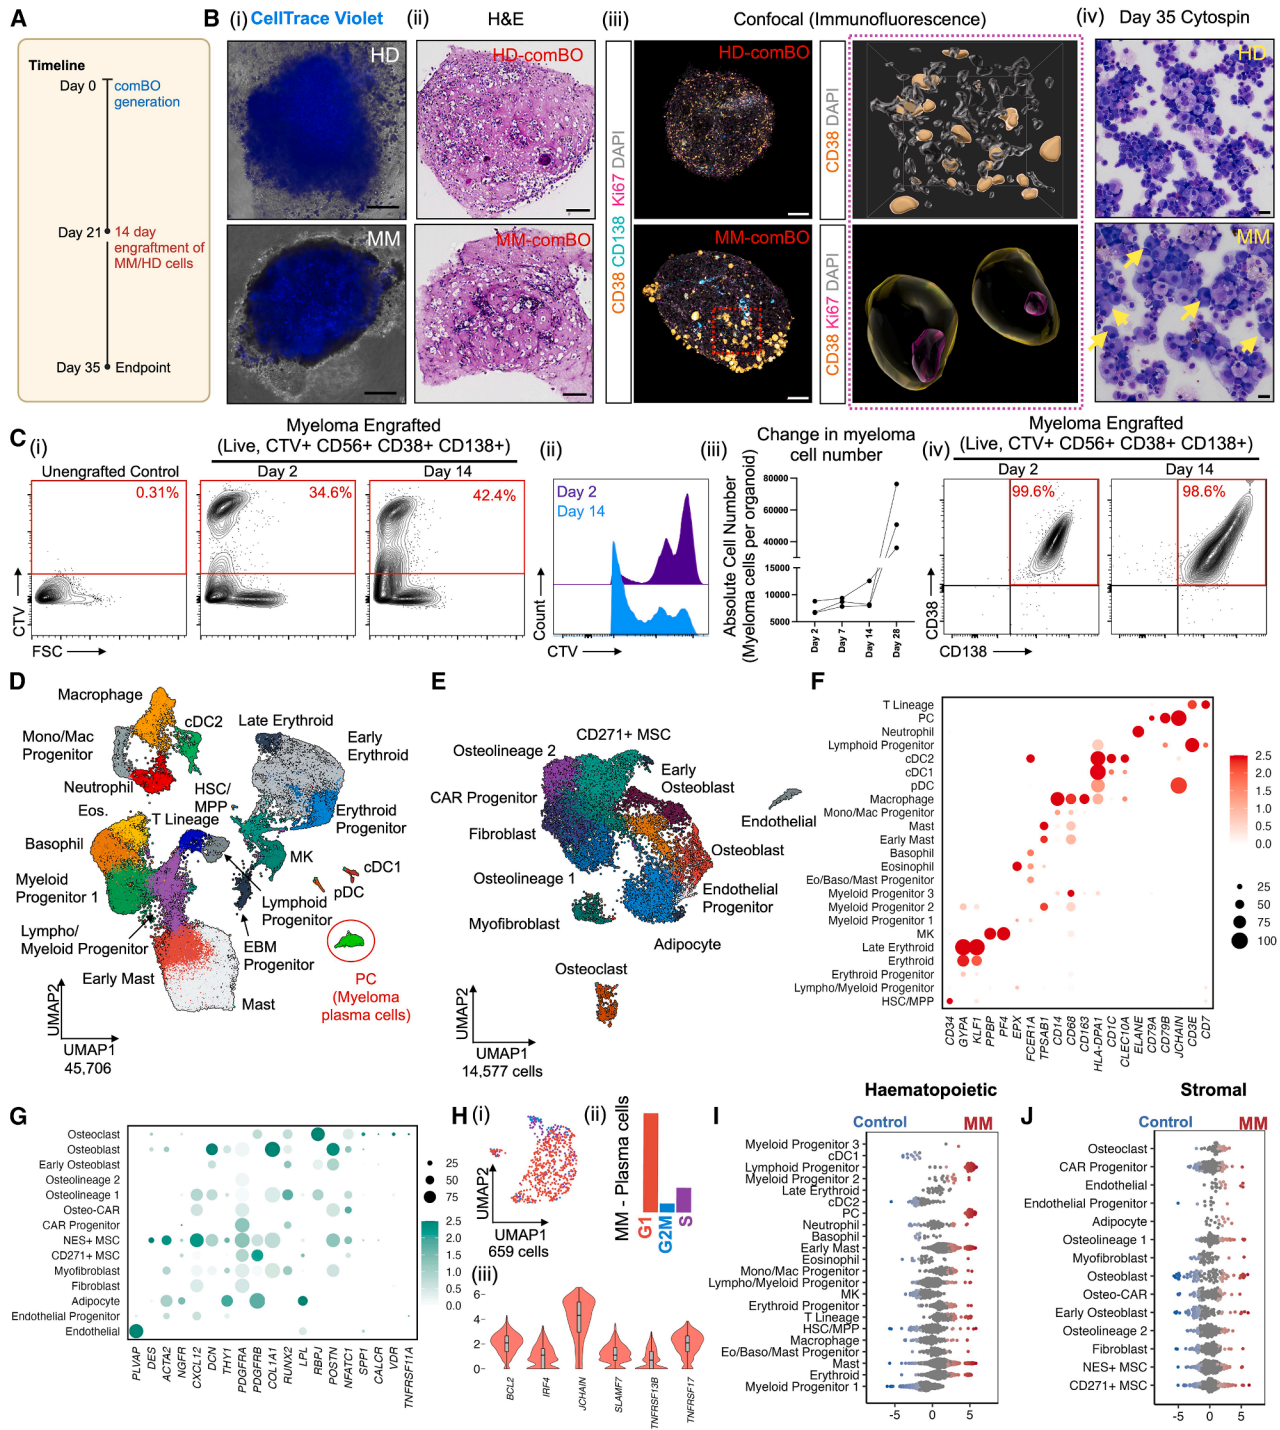 A
Timeline
Day 0
comBO
generation
Day 21
14 day
engraftment of
MM/HD cells
Day 35
Endpoint
B
(i)
CellTrace Violet
HD
MM
(ii)
H&E
HD-comBO
MM-comBO
(iii)
Confocal (Immunofluorescence)
CD38 CD138 Ki67 DAPI
HD-comBO
MM-comBO
CD38 DAPI
CD38 Ki67 DAPI
(iv)
Day 35 Cytospin
HD
MM
C
(i)
Unengrafted Control
0.31%
Myeloma Engrafted
(Live, CTV+ CD56+ CD38+ CD138+)
Day 2
Day 14
34.6%
42.4%
CTV
FSC
(ii)
Day 2
Day 14
Count
CTV
(iii)
Change in myeloma
cell number
Absolute Cell Number
(Myeloma cells per organoid)
80000
60000
40000
15000
10000
5000
Day 2
Day 7
Day 14
Day 28
(iv)
Myeloma Engrafted
(Live, CTV+ CD56+ CD38+ CD138+)
Day 2
Day 14
99.6%
98.6%
CD38
CD138
D
Macrophage
cDC2
Mono/Mac
Progenitor
Neutrophil
Late Erythroid
Early
Erythroid
HSC/
MPP
Eos.
T Lineage
Erythroid
Progenitor
Basophil
MK
cDC1
pDC
Myeloid
Progenitor 1
Lymphoid
Progenitor
Lympho/
Myeloid Progenitor
EBM
Progenitor
Early Mast
Mast
PC
(Myeloma
plasma cells)
UMAP2
UMAP1
45,706
E
CD271+ MSC
Osteolineage 2
Early
Osteoblast
CAR Progenitor
Endothelial
Fibroblast
Osteoblast
Osteolineage 1
Endothelial
Progenitor
Myofibroblast
Adipocyte
Osteoclast
UMAP2
UMAP1
14,577 cells
F
T Lineage
PC
Neutrophil
Lymphoid Progenitor
cDC2
cDC1
pDC
Macrophage
Mono/Mac Progenitor
Mast
Early Mast
Basophil
Eosinophil
Eo/Baso/Mast Progenitor
Myeloid Progenitor 3
Myeloid Progenitor 2
Myeloid Progenitor 1
MK
Late Erythroid
Erythroid
Erythroid Progenitor
Lympho/Myeloid Progenitor
HSC/MPP
CD34
GYPA
KLF1
PPBP
PF4
EPX
FCER1A
TPSAB1
CD14
CD68
CD163
HLA-DPA1
CD1C
CLEC10A
ELANE
CD79A
CD79B
JCHAIN
CD3E
CD7
2.5
2.0
1.5
1.0
0.5
0.0
25
50
75
100
G
Osteoclast
Osteoblast
Early Osteoblast
Osteolineage 2
Osteolineage 1
Osteo-CAR
CAR Progenitor
NES+ MSC
CD271+ MSC
Myofibroblast
Fibroblast
Adipocyte
Endothelial Progenitor
Endothelial
PLVAP
DES
ACTA2
NGFR
CXCL12
DCN
THY1
PDGFRA
PDGFRB
COL1A1
RUNX2
LPL
RBPJ
POSTN
NFATC1
SPP1
CALCR
VDR
TNFRSF11A
25
50
75
2.5
2.0
1.5
1.0
0.5
0.0
H
(i)
UMAP2
UMAP1
659 cells
(ii)
MM - Plasma cells
G1
G2M
S
(iii)
6
4
2
0
BCL2
IRF4
JCHAIN
SLAMF7
TNFRSF13B
TNFRSF17
I
Haematopoietic
Control
MM
Myeloid Progenitor 3
cDC1
Lymphoid Progenitor
Myeloid Progenitor 2
Late Erythroid
cDC2
PC
Neutrophil
Basophil
Early Mast
Eosinophil
Mono/Mac Progenitor
Lympho/Myeloid Progenitor
MK
Erythroid Progenitor
T Lineage
HSC/MPP
Macrophage
Eo/Baso/Mast Progenitor
Mast
Erythroid
Myeloid Progenitor 1
-5
0
5
J
Stromal
Control
MM
Osteoclast
CAR Progenitor
Endothelial
Endothelial Progenitor
Adipocyte
Osteolineage 1
Myofibroblast
Osteoblast
Osteo-CAR
Early Osteoblast
Osteolineage 2
Fibroblast
NES+ MSC
CD271+ MSC
-5
0
5